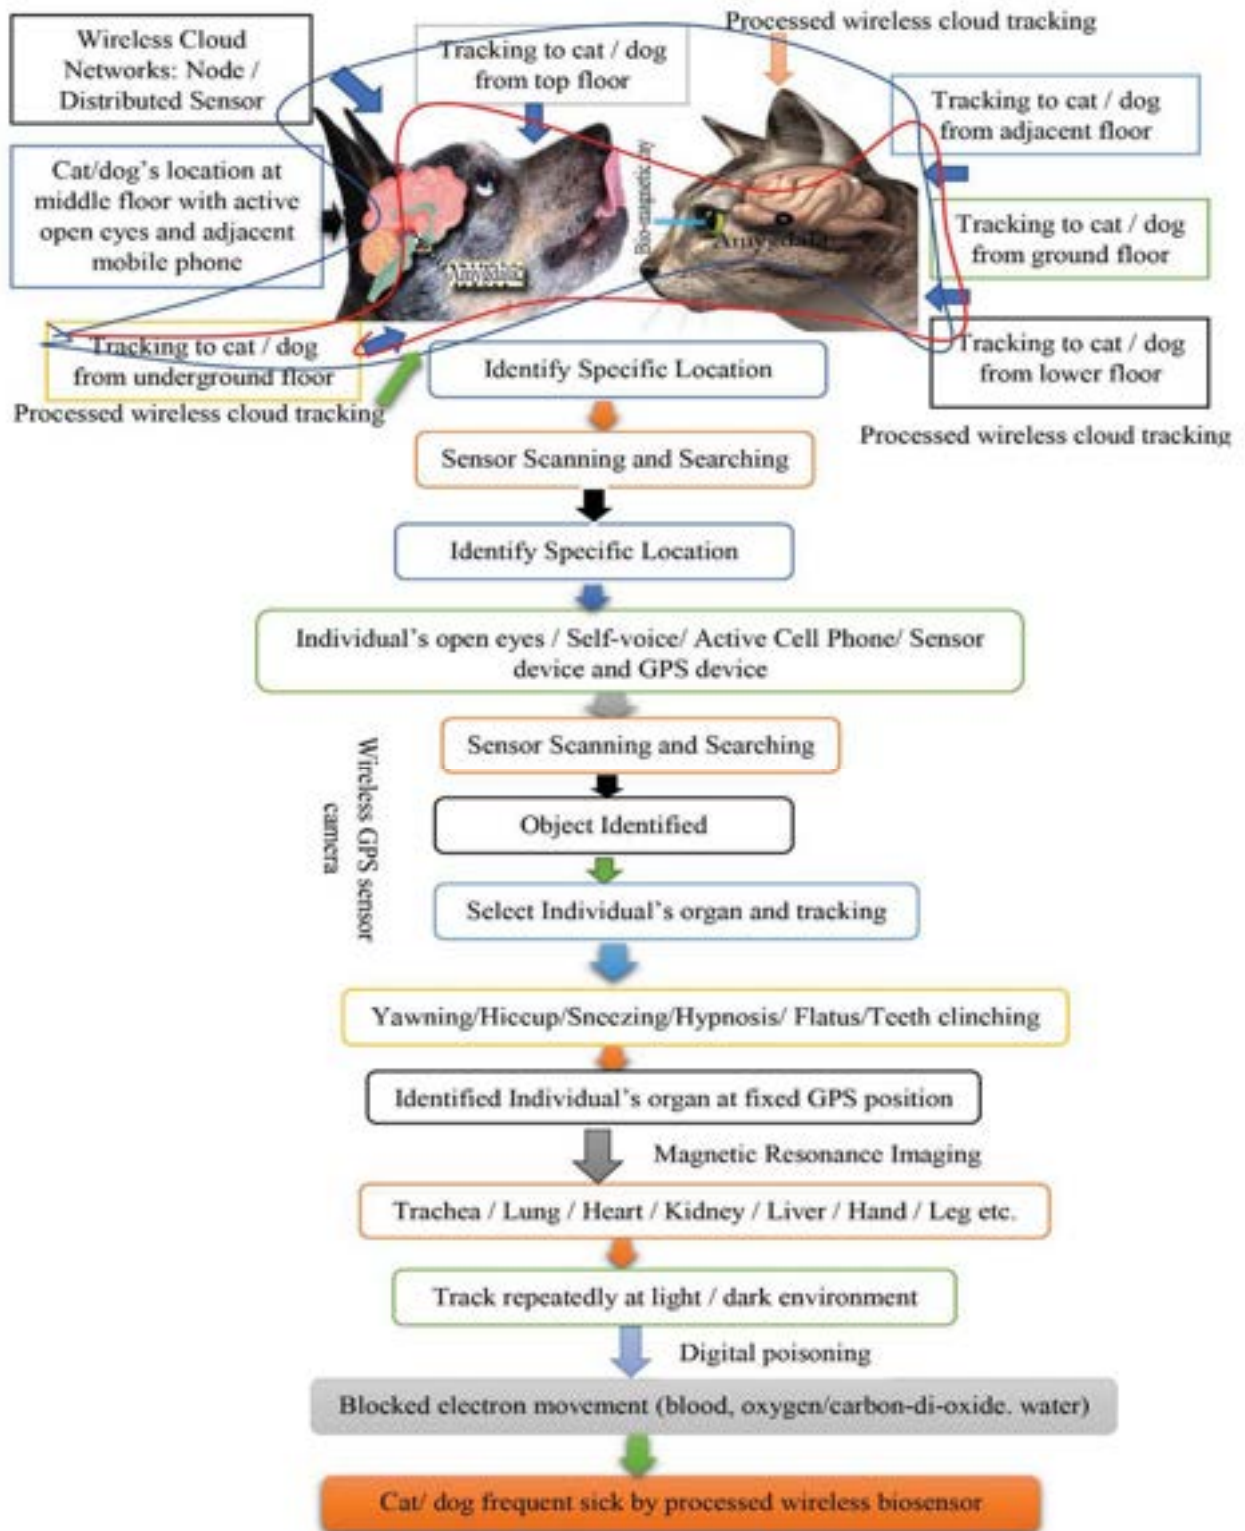 Wireless Cloud
Networks: Node /
Distributed Sensor
Tracking to cat / dog
from top floor
Processed wireless cloud tracking
Tracking to cat / dog
from adjacent floor
Cat/dog's location at
middle floor with active
open eyes and adjacent
mobile phone
Bio-magnetic ray
Amygdala
Amygdala
Tracking to cat / dog
from ground floor
Tracking to cat / dog
from underground floor
Tracking to cat / dog
from lower floor
Processed wireless cloud tracking
Processed wireless cloud tracking
Identify Specific Location
Sensor Scanning and Searching
Identify Specific Location
Individual's open eyes / Self-voice/ Active Cell Phone/ Sensor
device and GPS device
Sensor Scanning and Searching
Wireless GPS sensor
camera
Object Identified
Select Individual's organ and tracking
Yawning/Hiccup/Sneezing/Hypnosis/ Flatus/Teeth clinching
Identified Individual's organ at fixed GPS position
Magnetic Resonance Imaging
Trachea / Lung / Heart / Kidney / Liver / Hand / Leg etc.
Track repeatedly at light / dark environment
Digital poisoning
Blocked electron movement (blood, oxygen/carbon-di-oxide. water)
Cat/ dog frequent sick by processed wireless biosensor